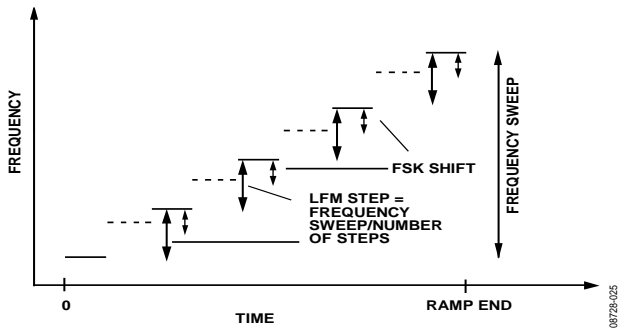 FREQUENCY
FREQUENCY SWEEP
FSK SHIFT
LFM STEP =
FREQUENCY
SWEEP/NUMBER
OF STEPS
0
RAMP END
TIME
08728-025